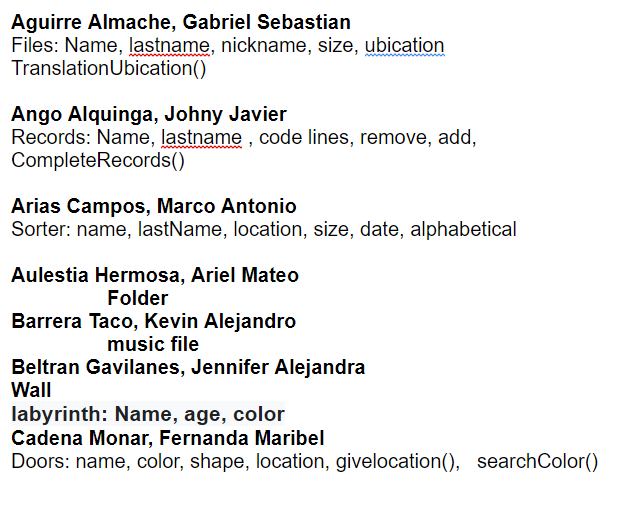 Aguirre Almache, Gabriel Sebastian
Files: Name, lastname, nickname, size, ubication
TranslationUbication()
Ango Alquinga, Johny Javier
Records: Name, lastname , code lines, remove, add,
CompleteRecords()
Arias Campos, Marco Antonio
Sorter: name, lastName, location, size, date, alphabetical
Aulestia Hermosa, Ariel Mateo
Folder
Barrera Taco, Kevin Alejandro
music file
Beltran Gavilanes, Jennifer Alejandra
Wall
labyrinth: Name, age, color
Cadena Monar, Fernanda Maribel
Doors: name, color, shape, location, givelocation(), searchColor()